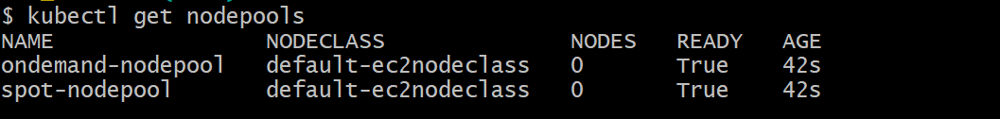 $ kubectl get nodepools
NAME NODECLASS NODES READY AGE
ondemand-nodepool default-ec2nodeclass 0 True 42s
spot-nodepool default-ec2nodeclass 0 True 42s